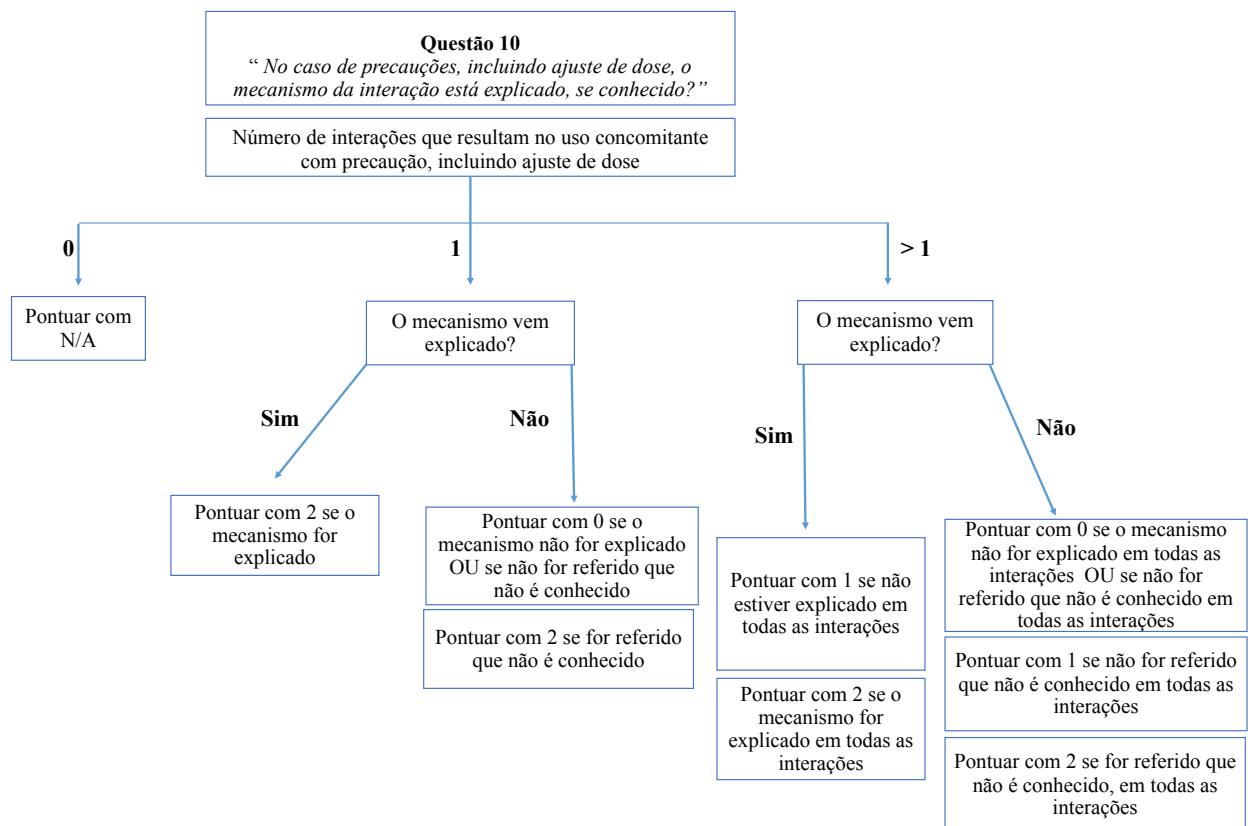 Questão 10
“ No caso de precauções, incluindo ajuste de dose, o
mecanismo da interação está explicado, se conhecido?”
Número de interações que resultam no uso concomitante
com precaução, incluindo ajuste de dose
0
1
> 1
Pontuar com
N/A
O mecanismo vem
explicado?
O mecanismo vem
explicado?
Sim
Não
Sim
Não
Pontuar com 2 se o
mecanismo for
explicado
Pontuar com 0 se o
mecanismo não for explicado
OU se não for referido que
não é conhecido
Pontuar com 2 se for referido
que não é conhecido
Pontuar com 1 se não
estiver explicado em
todas as interações
Pontuar com 2 se o
mecanismo for
explicado em todas as
interações
Pontuar com 0 se o mecanismo
não for explicado em todas as
interações OU se não for
referido que não é conhecido em
todas as interações
Pontuar com 1 se não for referido
que não é conhecido em todas as
interações
Pontuar com 2 se for referido que
não é conhecido, em todas as
interações